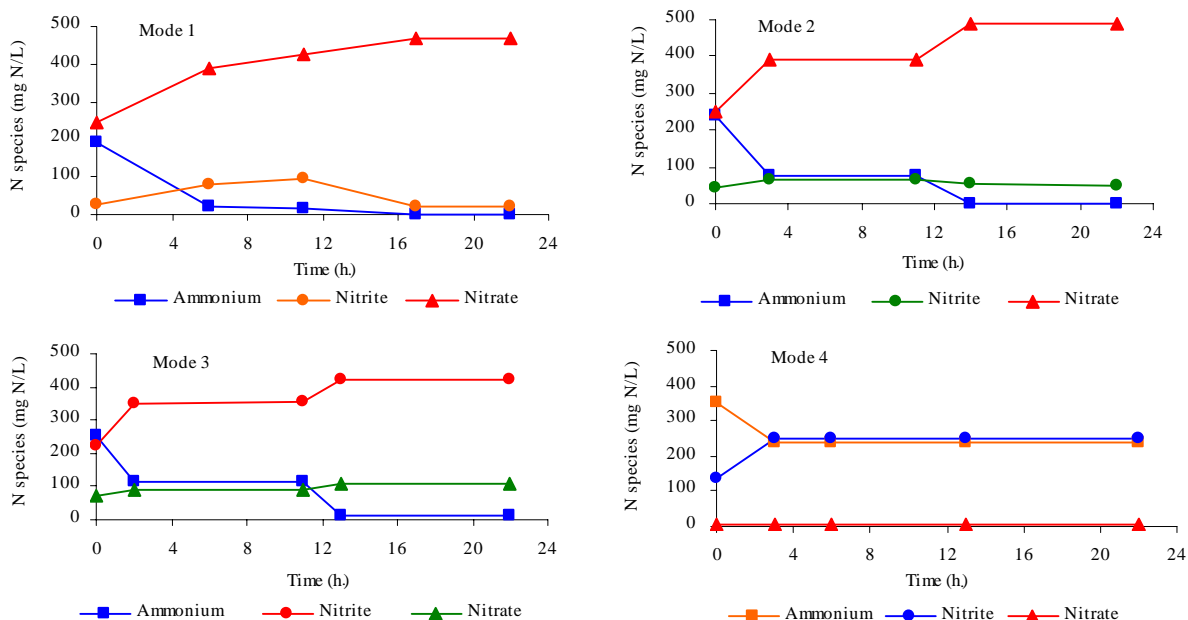 Mode 1
N species (mg N/L)
500
400
300
200
100
0
0 4 8 12 16 20 24
Time (h.)
Ammonium Nitrite Nitrate
Mode 2
N species (mg N/L)
500
400
300
200
100
0
0 4 8 12 16 20 24
Time (h.)
Ammonium Nitrite Nitrate
Mode 3
N species (mg N/L)
500
400
300
200
100
0
0 4 8 12 16 20 24
Time (h.)
Ammonium Nitrite Nitrate
Mode 4
N species (mg N/L)
500
400
300
200
100
0
0 4 8 12 16 20 24
Time (h.)
Ammonium Nitrite Nitrate